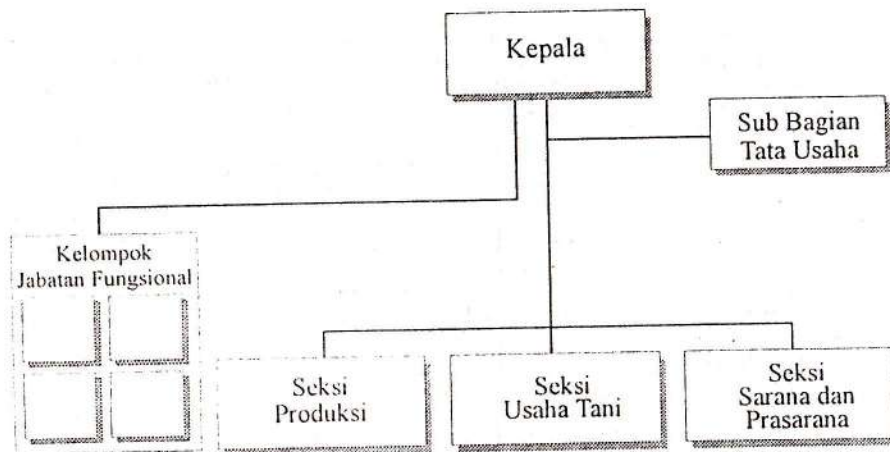 Kepala
Sub Bagian
Tata Usaha
Kelompok
Jabatan Fungsional
Seksi
Produksi
Seksi
Usaha Tani
Seksi
Sarana dan
Prasarana